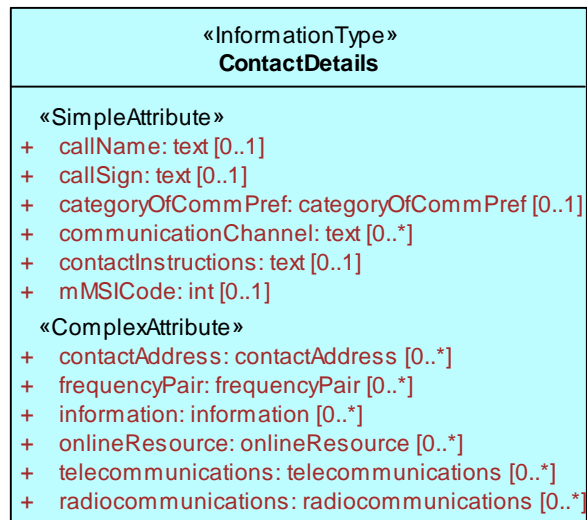 «InformationType»
ContactDetails
«SimpleAttribute»
+ callName: text [0..1]
+ callSign: text [0..1]
+ categoryOfCommPref: categoryOfCommPref [0..1]
+ communicationChannel: text [0..*]
+ contactInstructions: text [0..1]
+ mMSICode: int [0..1]
«ComplexAttribute»
+ contactAddress: contactAddress [0..*]
+ frequencyPair: frequencyPair [0..*]
+ information: information [0..*]
+ onlineResource: onlineResource [0..*]
+ telecommunications: telecommunications [0..*]
+ radiocommunications: radiocommunications [0..*]